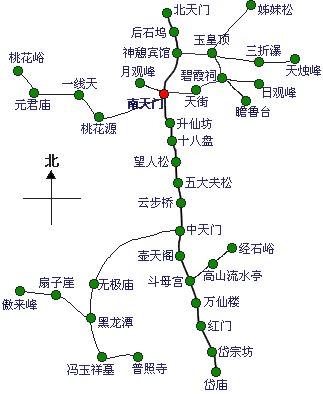 北天门
姊妹松
后石坞
玉皇顶
神憩宾馆
三折瀑
桃花峪
月观峰
碧霞祠
天烛峰
一线天
日观峰
元君庙
南天门
天街
瞻鲁台
桃花源
升仙坊
十八盘
望人松
北
五大夫松
云步桥
中天门
经石峪
壶天阁
高山流水亭
扇子崖
无极庙
斗母宫
傲来峰
万仙楼
黑龙潭
红门
岱宗坊
冯玉祥墓
普照寺
岱庙